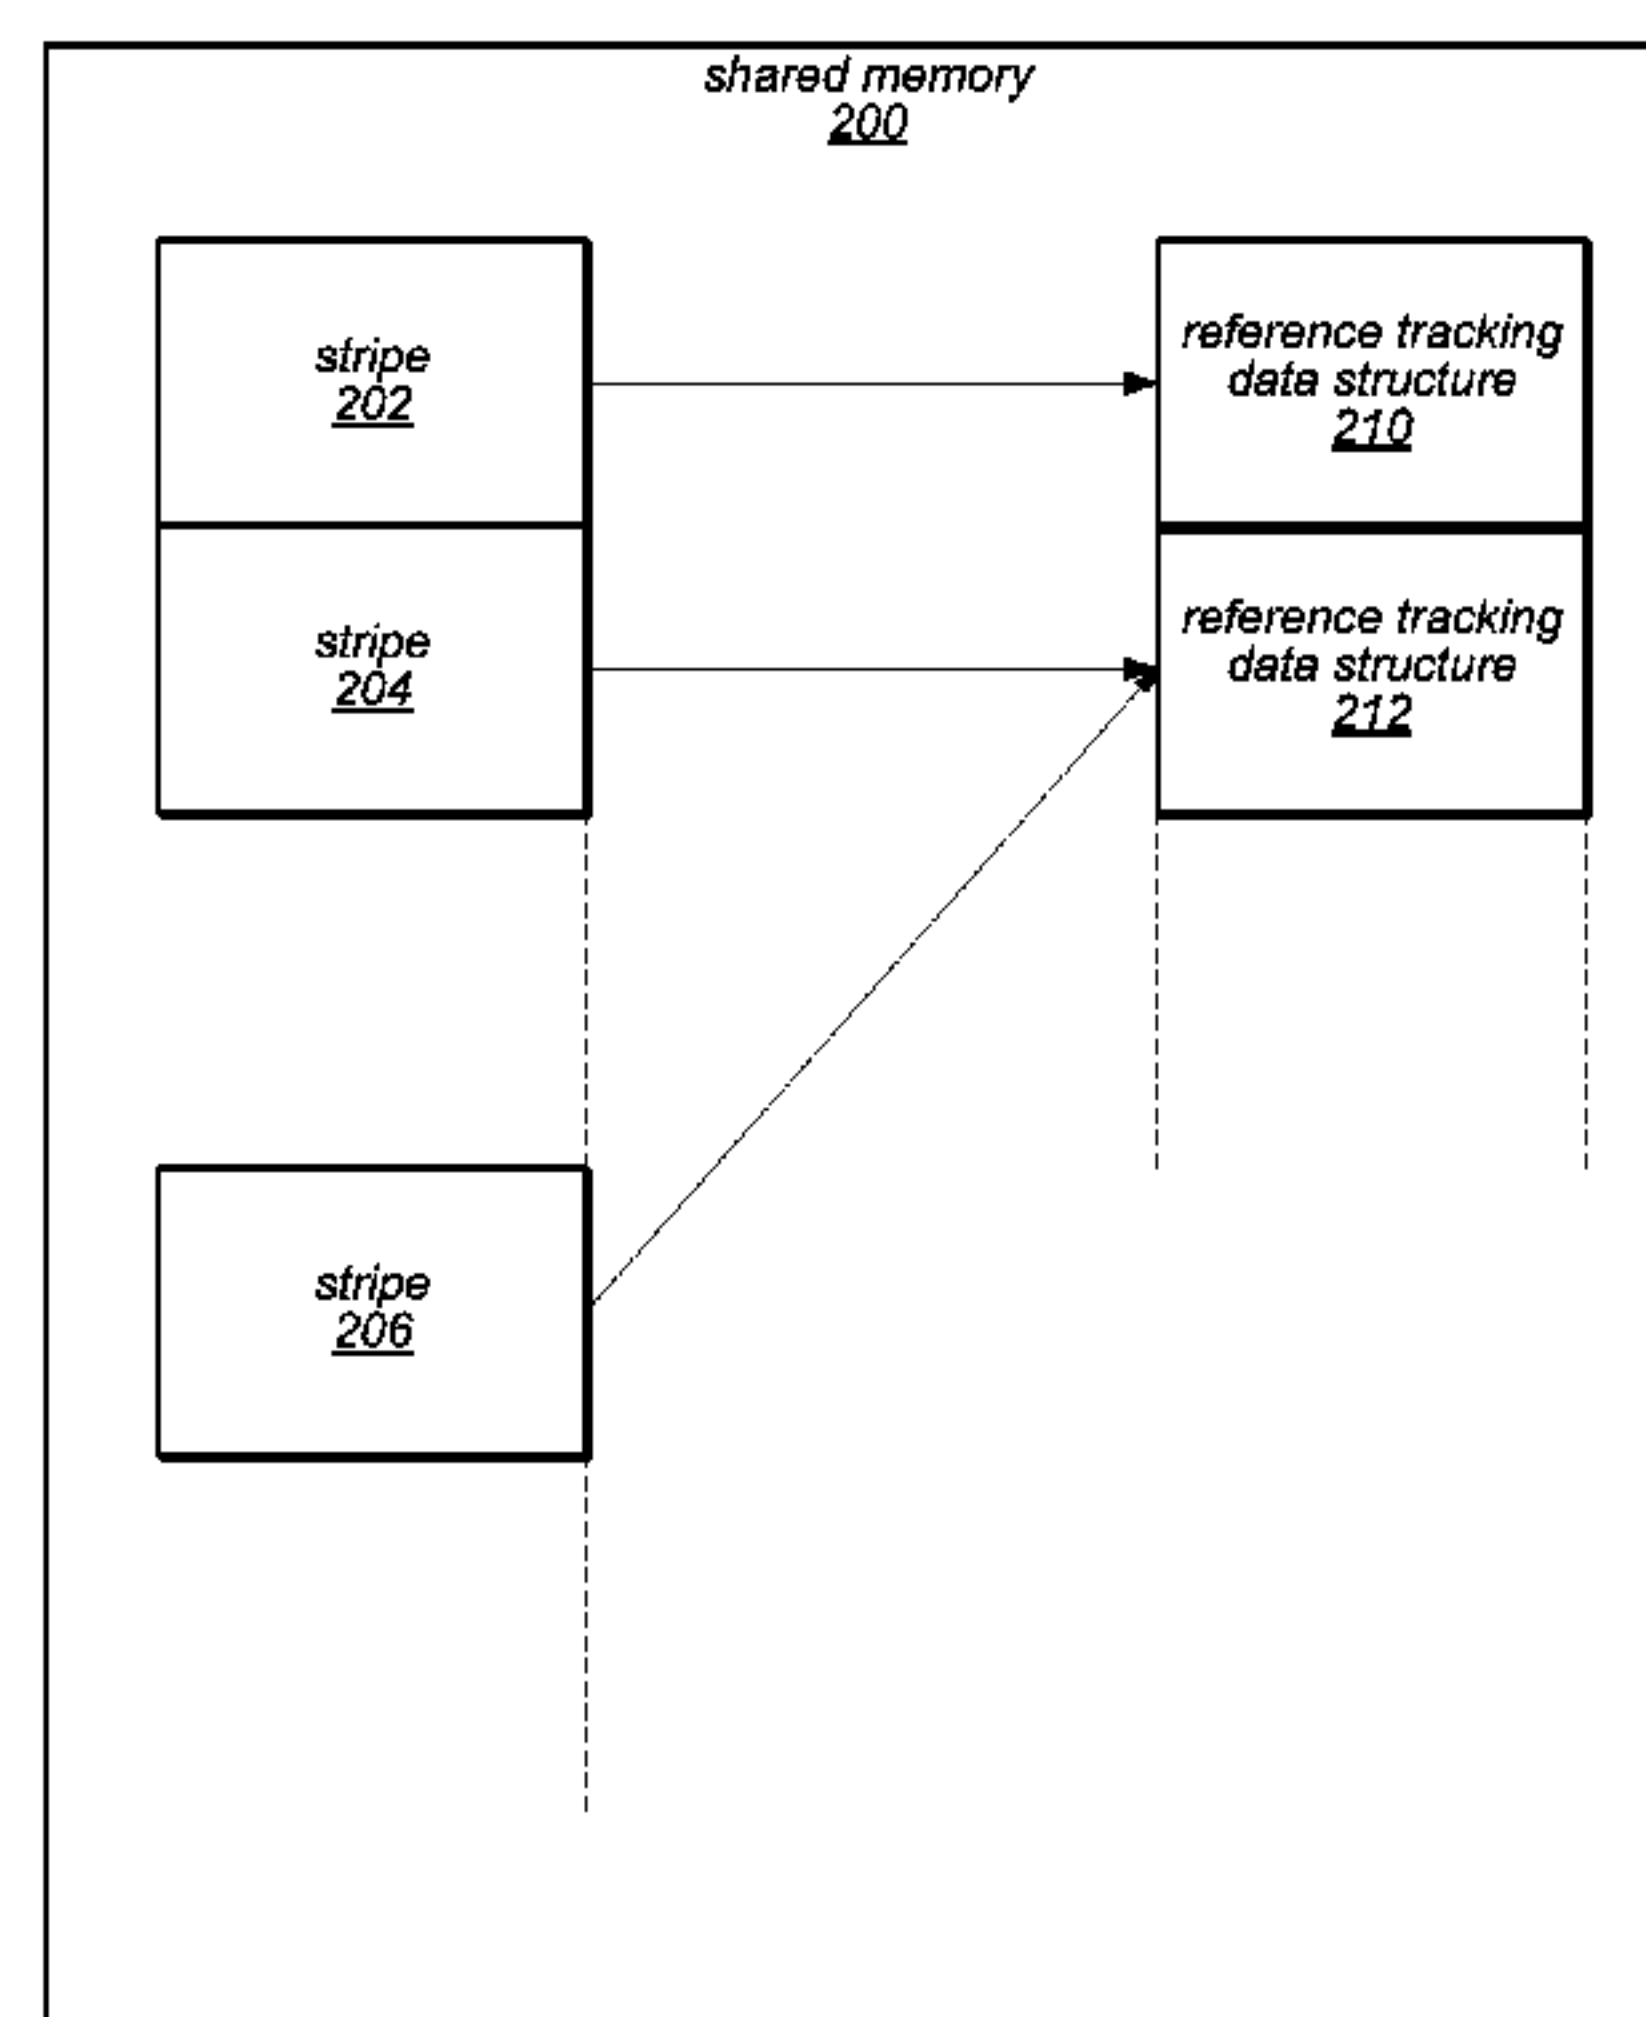 shared memory
200
stripe
202
reference tracking
data structure
210
stripe
204
reference tracking
data structure
212
stripe
206